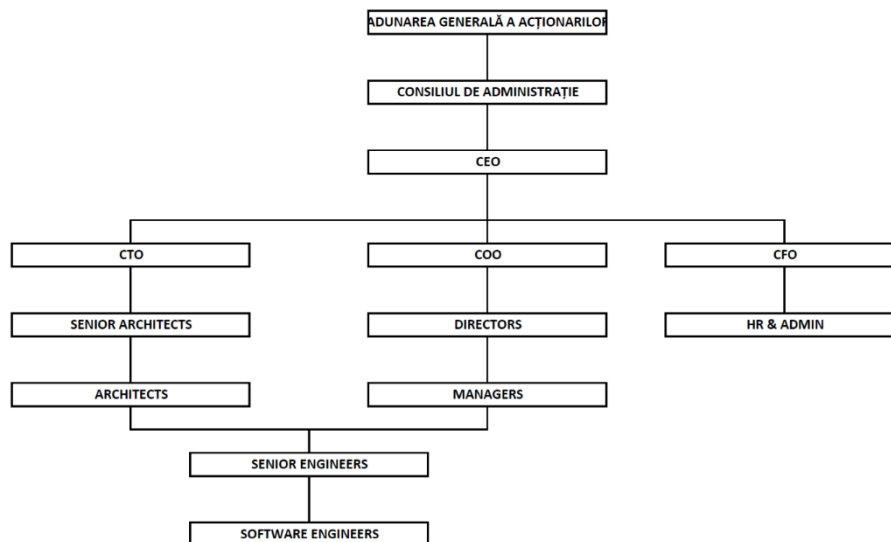 ADUNAREA GENERALĂ A ACȚIONARILOR
CONSILIUL DE ADMINISTRAȚIE
CEO
CTO
COO
CFO
SENIOR ARCHITECTS
DIRECTORS
HR & ADMIN
ARCHITECTS
MANAGERS
SENIOR ENGINEERS
SOFTWARE ENGINEERS